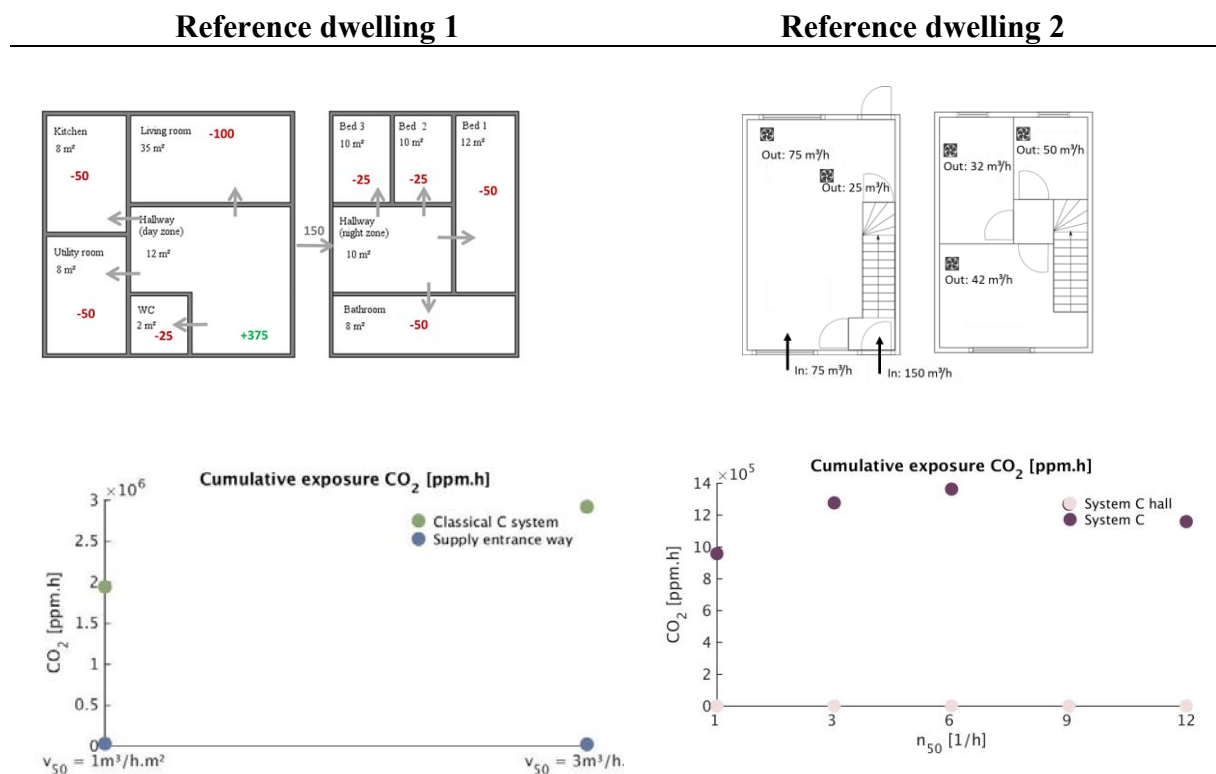 Reference dwelling 1
Reference dwelling 2
Kitchen
8 m²
-50
Living room
35 m²
-100
Utility room
8 m²
-50
Hallway
(day zone)
12 m²
WC
2 m²
-25
+375
150
Bed 3
10 m²
-25
Bed 2
10 m²
-25
Bed 1
12 m²
-50
Hallway
(night zone)
10 m²
Bathroom
8 m²
-50
Out: 75 m³/h
Out: 25 m³/h
In: 75 m³/h
In: 150 m³/h
Out: 32 m³/h
Out: 50 m³/h
Out: 42 m³/h
Cumulative exposure CO₂ [ppm.h]
×10⁶
3
2.5
2
1.5
1
0.5
0
CO₂ [ppm.h]
Classical C system
Supply entrance way
v₅₀ = 1m³/h.m²
v₅₀ = 3m³/h.
Cumulative exposure CO₂ [ppm.h]
×10⁵
14
12
10
8
6
4
2
0
CO₂ [ppm.h]
System C hall
System C
1
3
6
9
12
n₅₀ [1/h]